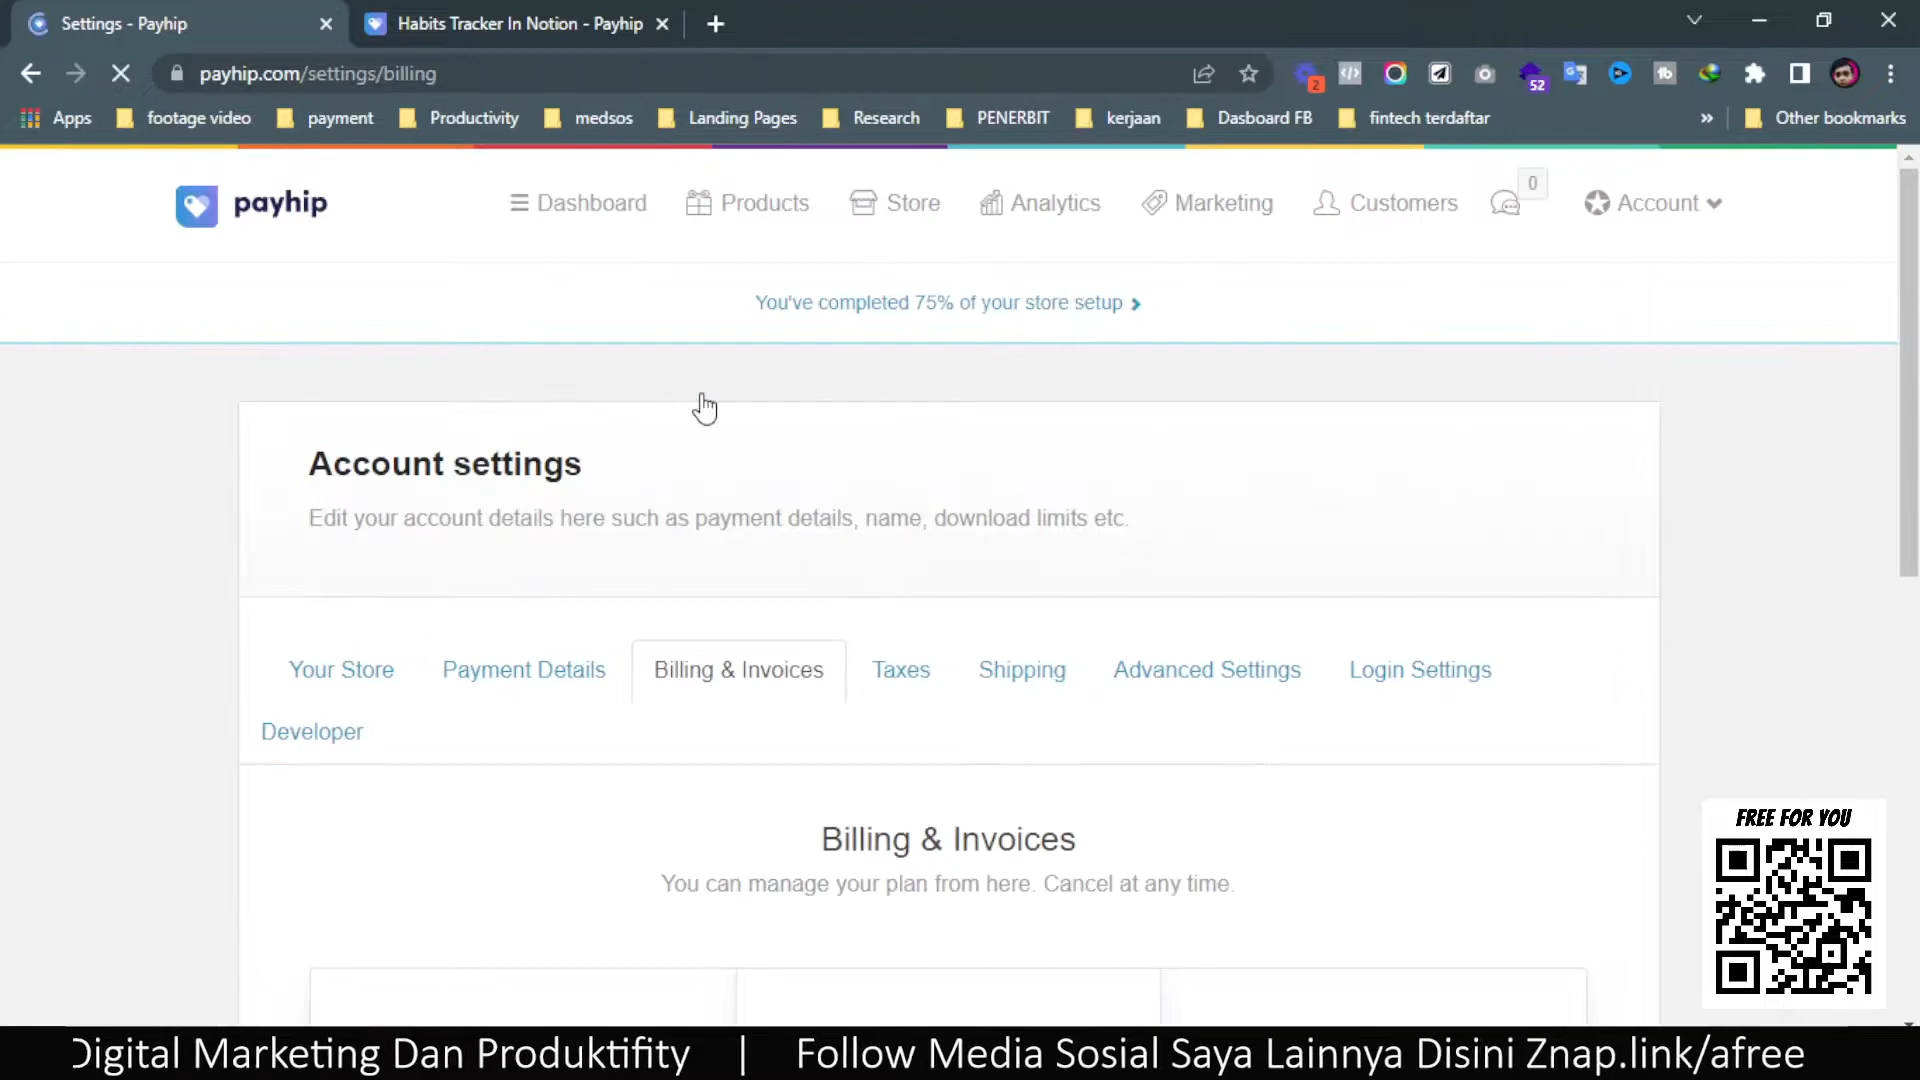 Settings - Payhip
Habits Tracker In Notion - Payhip
payhip.com/settings/billing
2
52
Apps
footage video
payment
Productivity
medsos
Landing Pages
Research
PENERBIT
kerjaan
Dasboard FB
fintech terdaftar
Other bookmarks
payhip
Dashboard
Products
Store
Analytics
Marketing
Customers
0
Account
You've completed 75% of your store setup
Account settings
Edit your account details here such as payment details, name, download limits etc.
Your Store
Payment Details
Billing & Invoices
Taxes
Shipping
Advanced Settings
Login Settings
Developer
Billing & Invoices
You can manage your plan from here. Cancel at any time.
FREE FOR YOU
Digital Marketing Dan Produktifity | Follow Media Sosial Saya Lainnya Disini Znap.link/afree